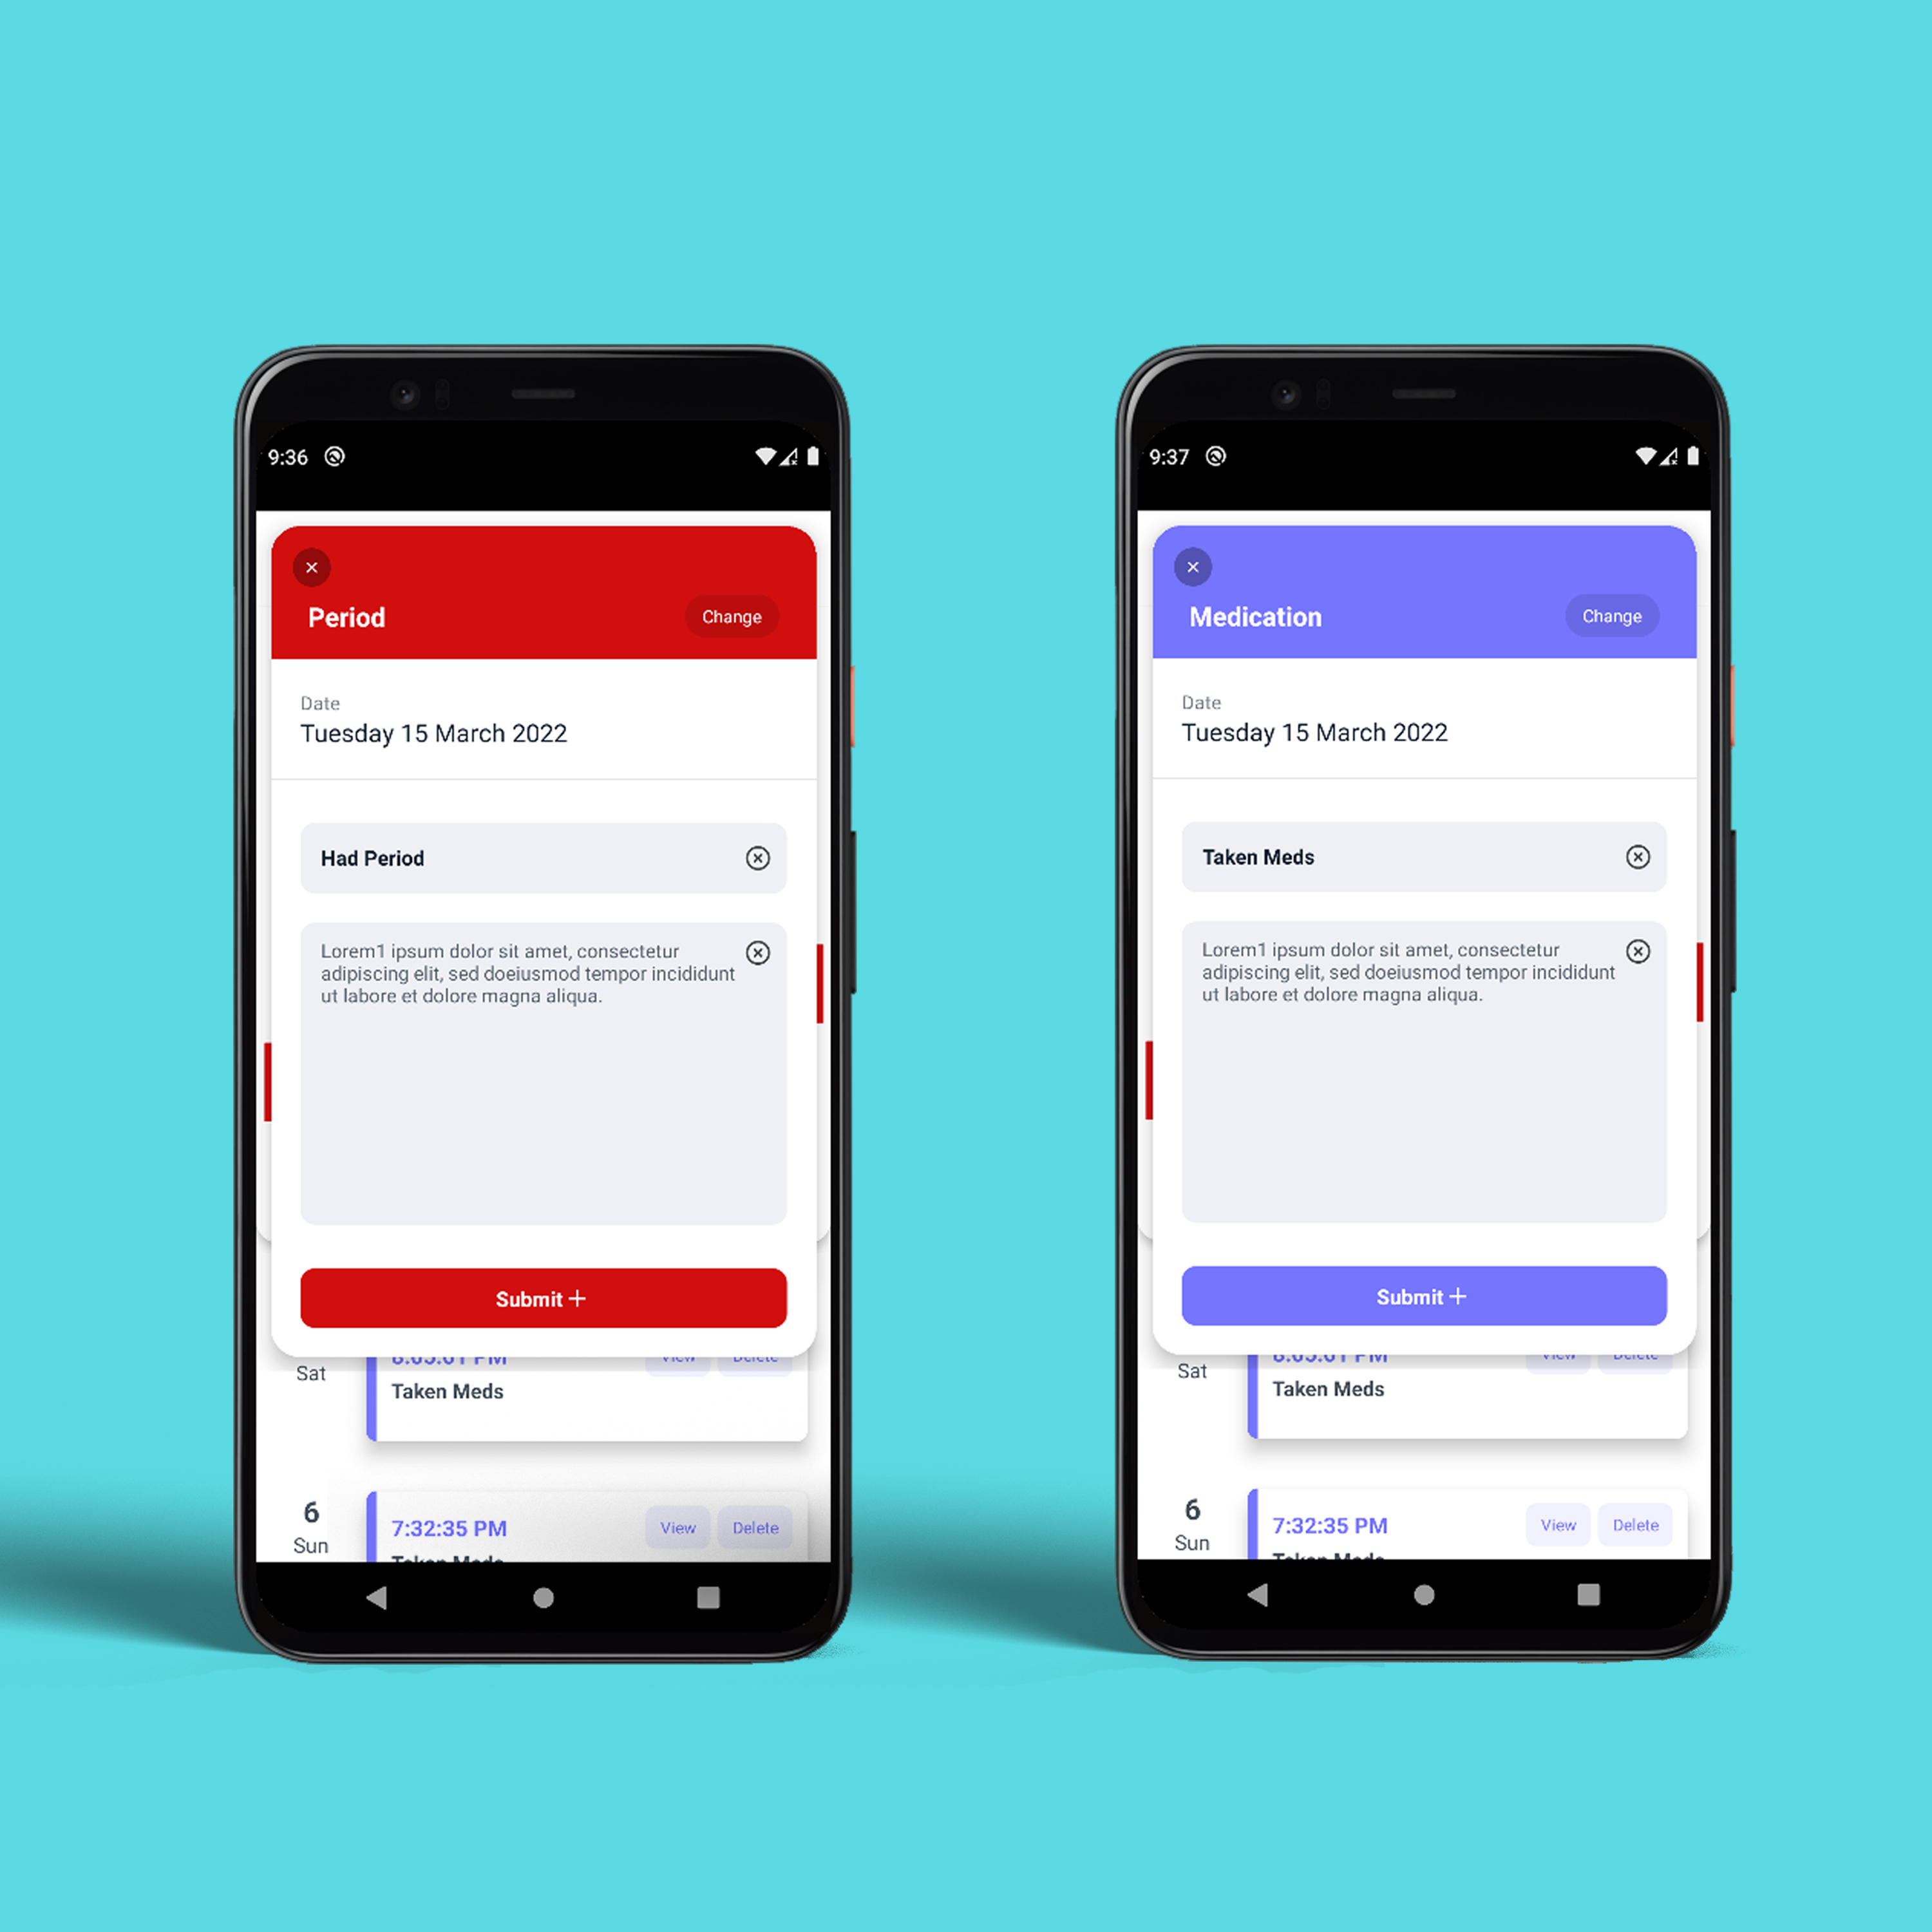 9:36
Period
Change
Date
Tuesday 15 March 2022
Had Period
Lorem1 ipsum dolor sit amet, consectetur
adipiscing elit, sed doeiusmod tempor incididunt
ut labore et dolore magna aliqua.
Submit
Sat
Taken Meds
6
Sun
7:32:35 PM
View
Delete
9:37
Medication
Change
Date
Tuesday 15 March 2022
Taken Meds
Lorem1 ipsum dolor sit amet, consectetur
adipiscing elit, sed doeiusmod tempor incididunt
ut labore et dolore magna aliqua.
Submit
Sat
Taken Meds
6
Sun
7:32:35 PM
View
Delete